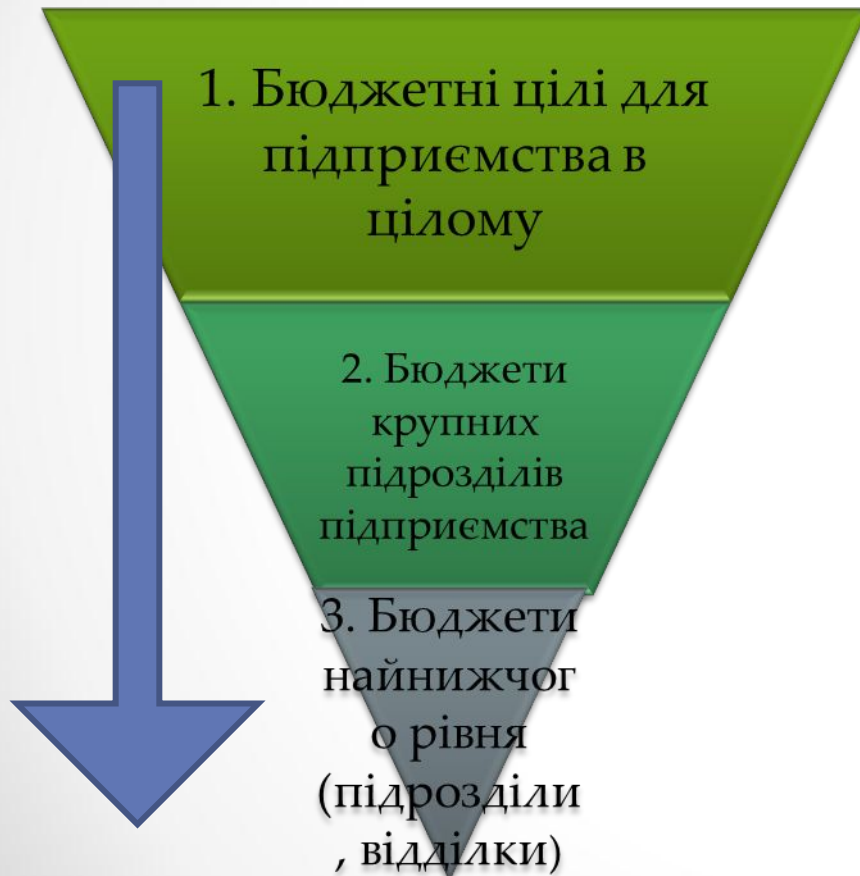 1. Бюджетні цілі для
підприємства в
цілому
2. Бюджети
крупних
підрозділів
підприємства
3. Бюджети
найнижчог
о рівня
(підрозділи
, відділки)